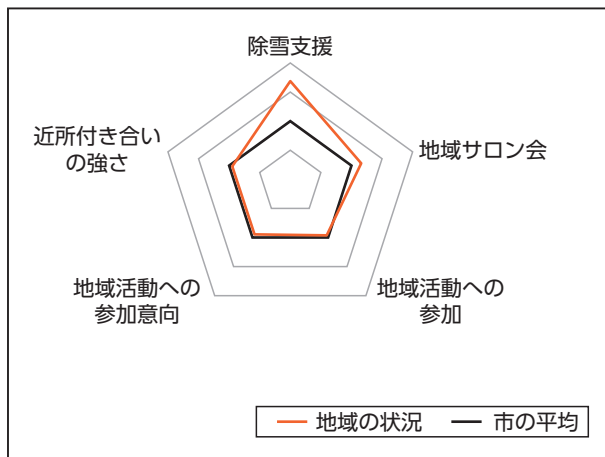 除雪支援
近所付き合い
の強さ
地域サロン会
地域活動への
参加意向
地域活動への
参加
地域の状況
市の平均